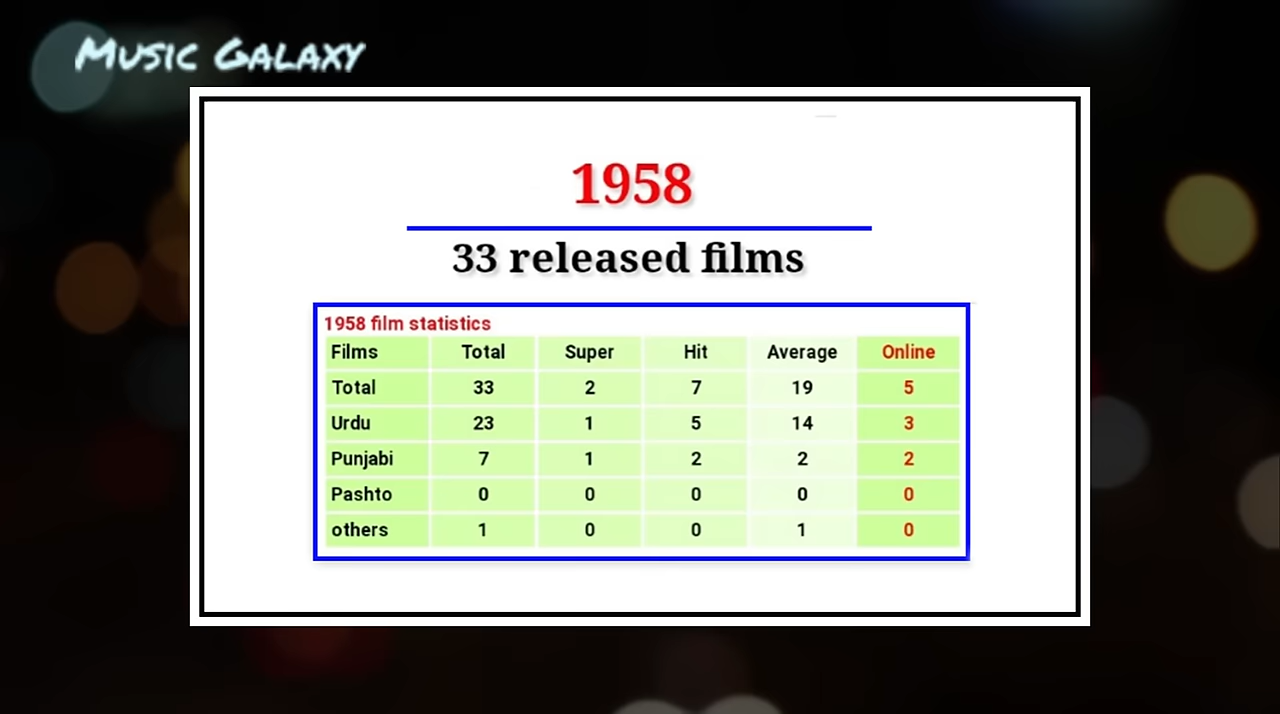 Music Galaxy
1958
33 released films
1958 film statistics
Films Total Super Hit Average Online
Total 33 2 7 19 5
Urdu 23 1 5 14 3
Punjabi 7 1 2 2 2
Pashto 0 0 0 0 0
others 1 0 0 1 0